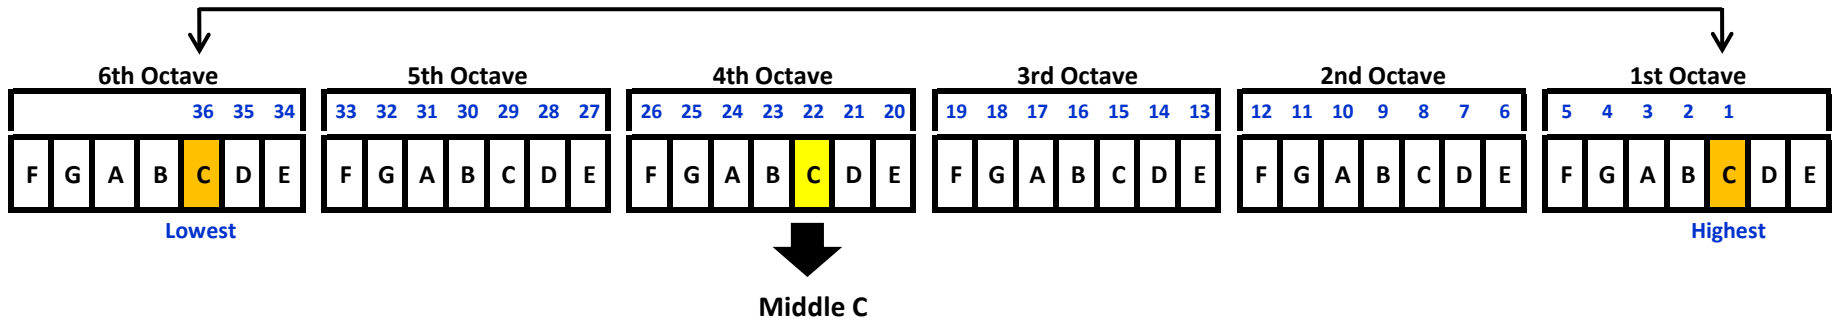 6th Octave 5th Octave 4th Octave 3rd Octave 2nd Octave 1st Octave
36 35 34 33 32 31 30 29 28 27 26 25 24 23 22 21 20 19 18 17 16 15 14 13 12 11 10 9 8 7 6 5 4 3 2 1
F G A B C D E F G A B C D E F G A B C D E F G A B C D E F G A B C D E F G A B C D E
Lowest Highest
Middle C